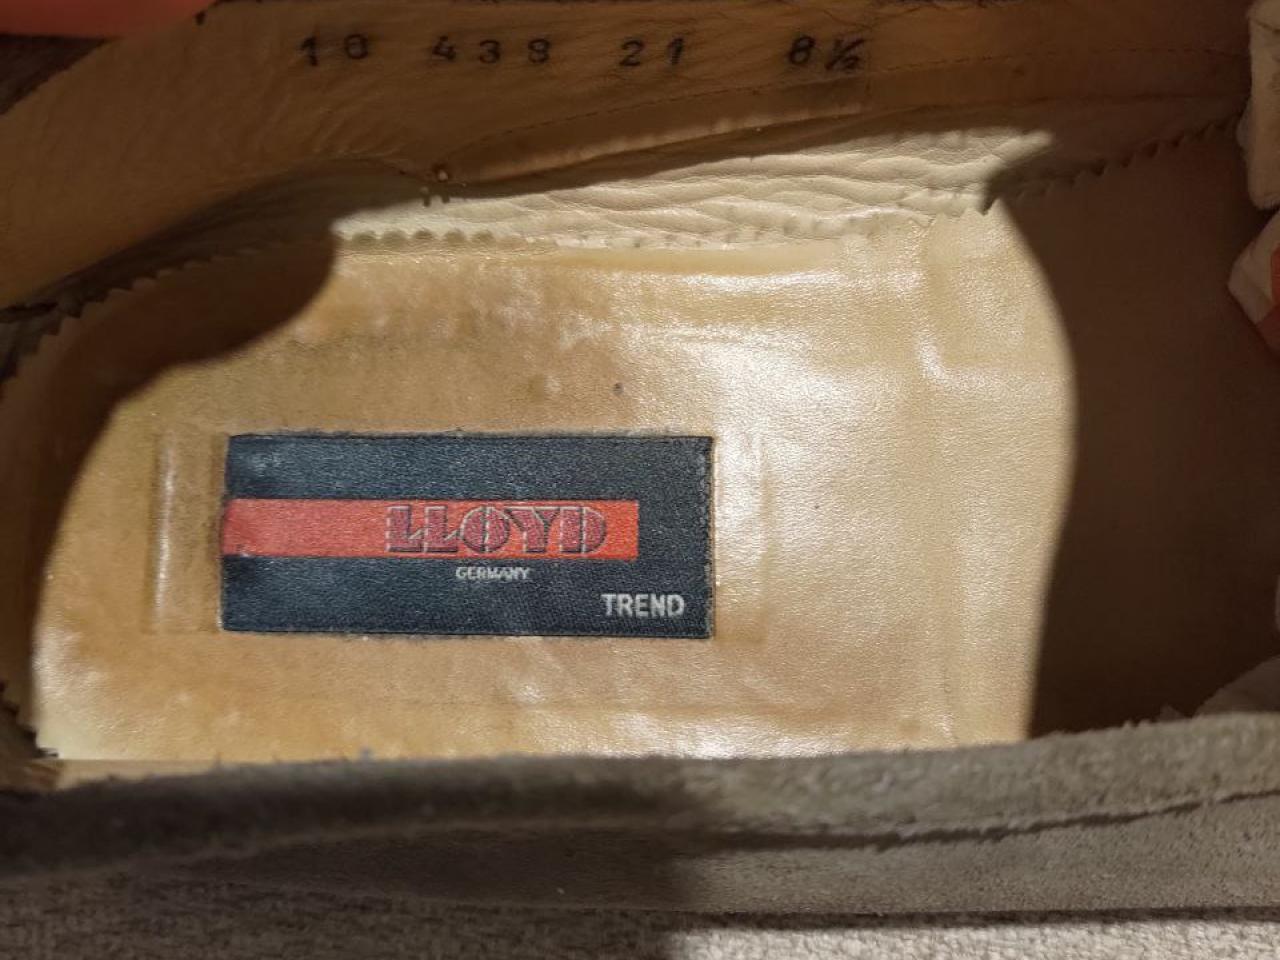 10 438 21 8½
LLOYD
GERMANY
TREND